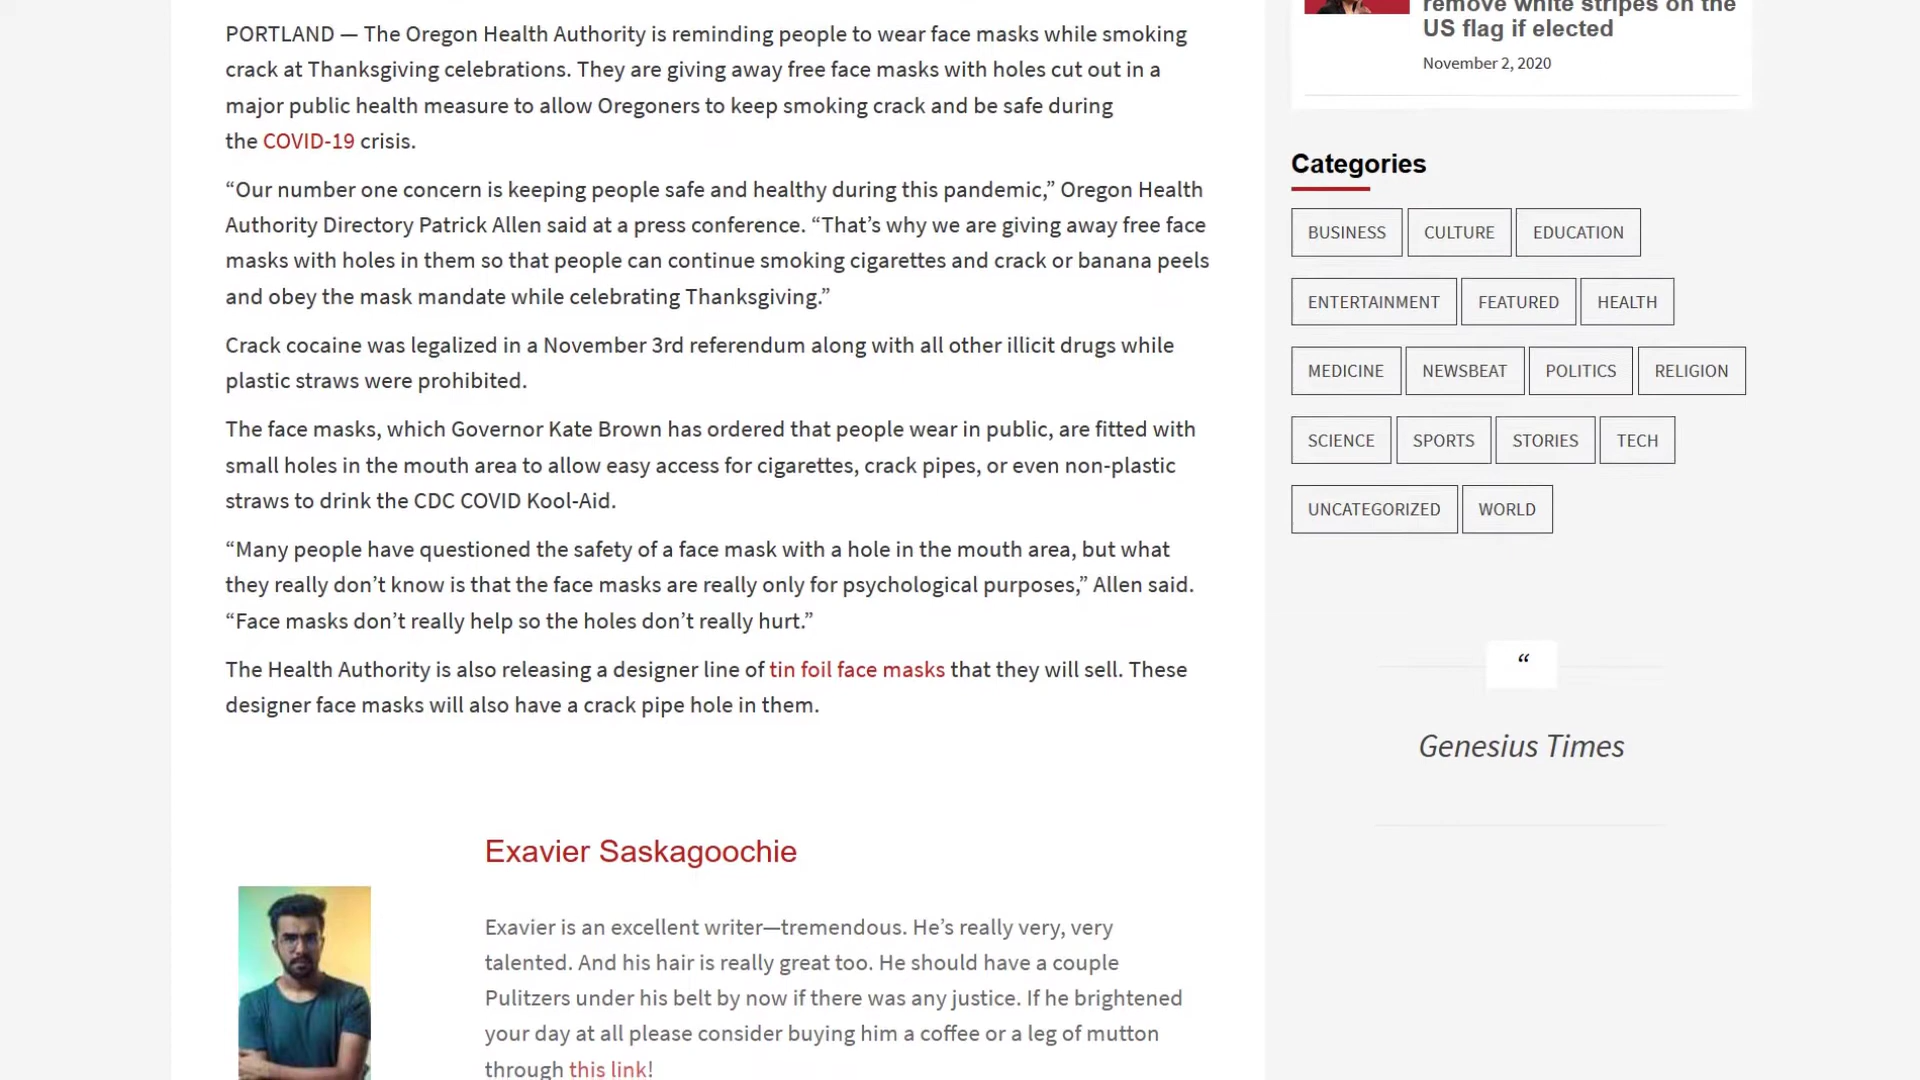 PORTLAND — The Oregon Health Authority is reminding people to wear face masks while smoking
crack at Thanksgiving celebrations. They are giving away free face masks with holes cut out in a
major public health measure to allow Oregoners to keep smoking crack and be safe during
the COVID-19 crisis.
“Our number one concern is keeping people safe and healthy during this pandemic,” Oregon Health
Authority Directory Patrick Allen said at a press conference. “That’s why we are giving away free face
masks with holes in them so that people can continue smoking cigarettes and crack or banana peels
and obey the mask mandate while celebrating Thanksgiving.”
Crack cocaine was legalized in a November 3rd referendum along with all other illicit drugs while
plastic straws were prohibited.
The face masks, which Governor Kate Brown has ordered that people wear in public, are fitted with
small holes in the mouth area to allow easy access for cigarettes, crack pipes, or even non-plastic
straws to drink the CDC COVID Kool-Aid.
“Many people have questioned the safety of a face mask with a hole in the mouth area, but what
they really don’t know is that the face masks are really only for psychological purposes,” Allen said.
“Face masks don’t really help so the holes don’t really hurt.”
The Health Authority is also releasing a designer line of tin foil face masks that they will sell. These
designer face masks will also have a crack pipe hole in them.
Exavier Saskagoochie
Exavier is an excellent writer—tremendous. He’s really very, very
talented. And his hair is really great too. He should have a couple
Pulitzers under his belt by now if there was any justice. If he brightened
your day at all please consider buying him a coffee or a leg of mutton
through this link!
remove white stripes on the
US flag if elected
November 2, 2020
Categories
BUSINESS CULTURE EDUCATION
ENTERTAINMENT FEATURED HEALTH
MEDICINE NEWSBEAT POLITICS RELIGION
SCIENCE SPORTS STORIES TECH
UNCATEGORIZED WORLD
“
Genesius Times